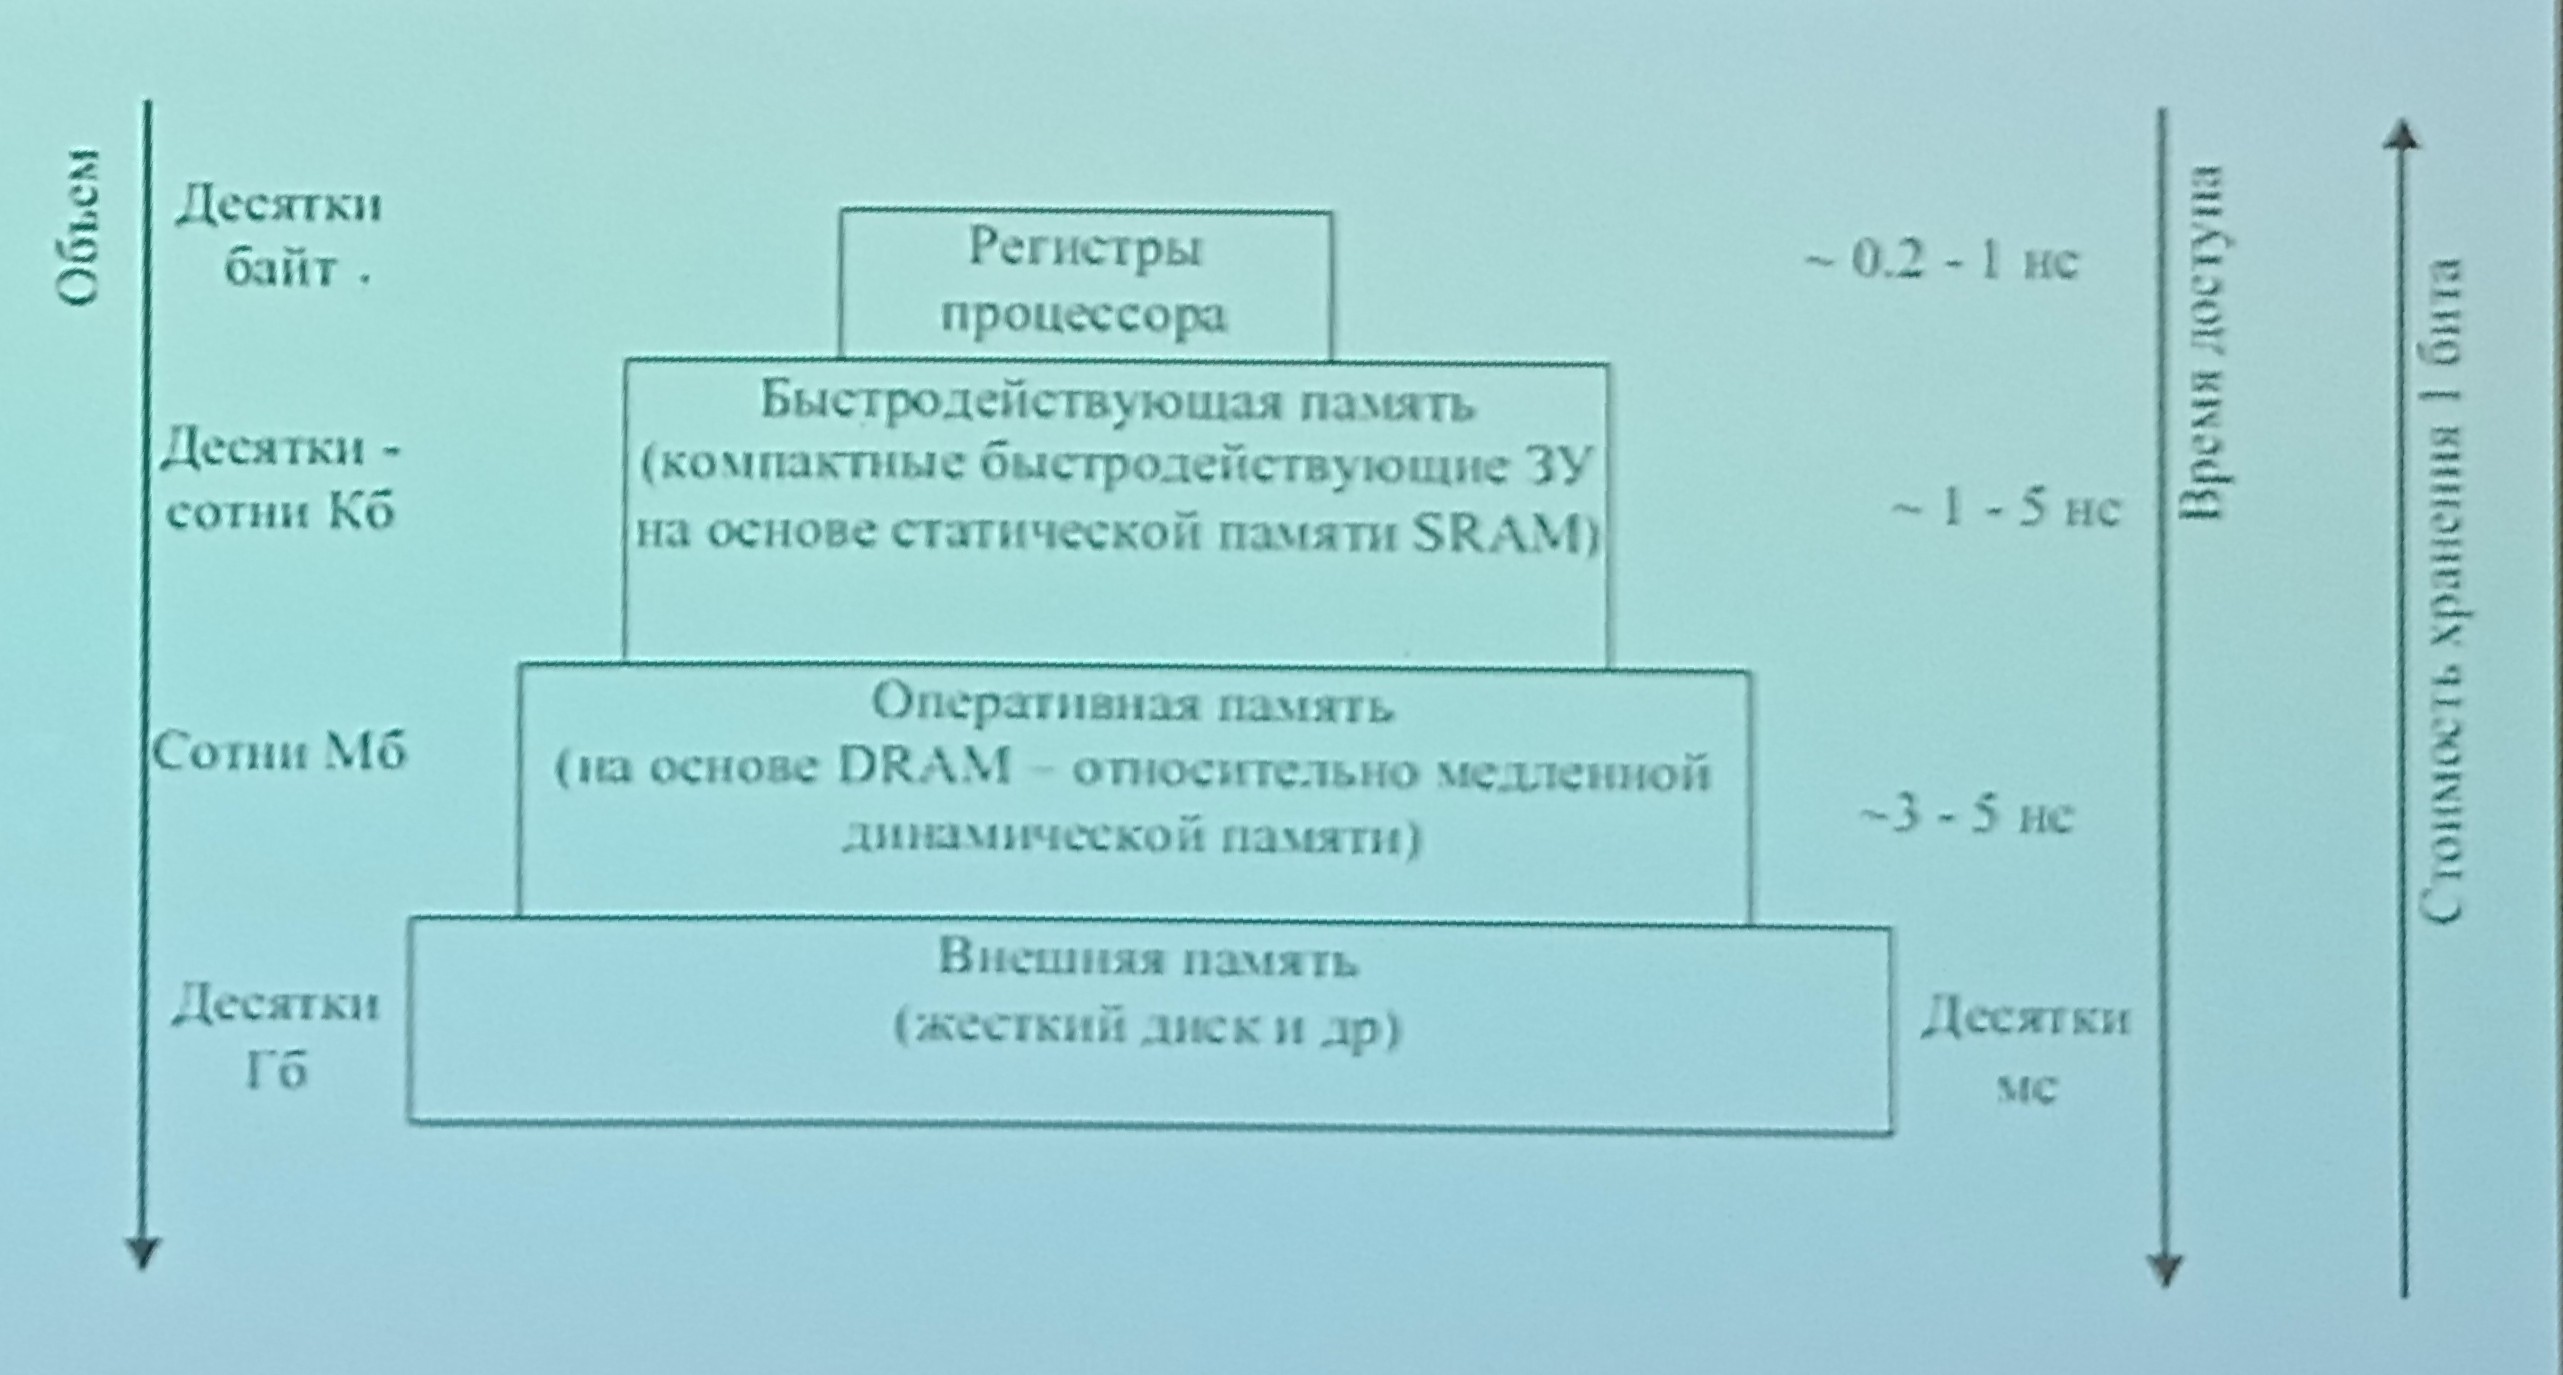 Объем
Десятки
байт .
Регистры
процессора
~ 0.2 - 1 нс
Время доступа
Стоимость хранения 1 бита
Десятки -
сотни Кб
Быстродействующая память
(компактные быстродействующие ЗУ
на основе статической памяти SRAM)
~ 1 - 5 нс
Сотни Мб
Оперативная память
(на основе DRAM – относительно медленной
динамической памяти)
~3 - 5 нс
Десятки
Гб
Внешняя память
(жесткий диск и др)
Десятки
мс